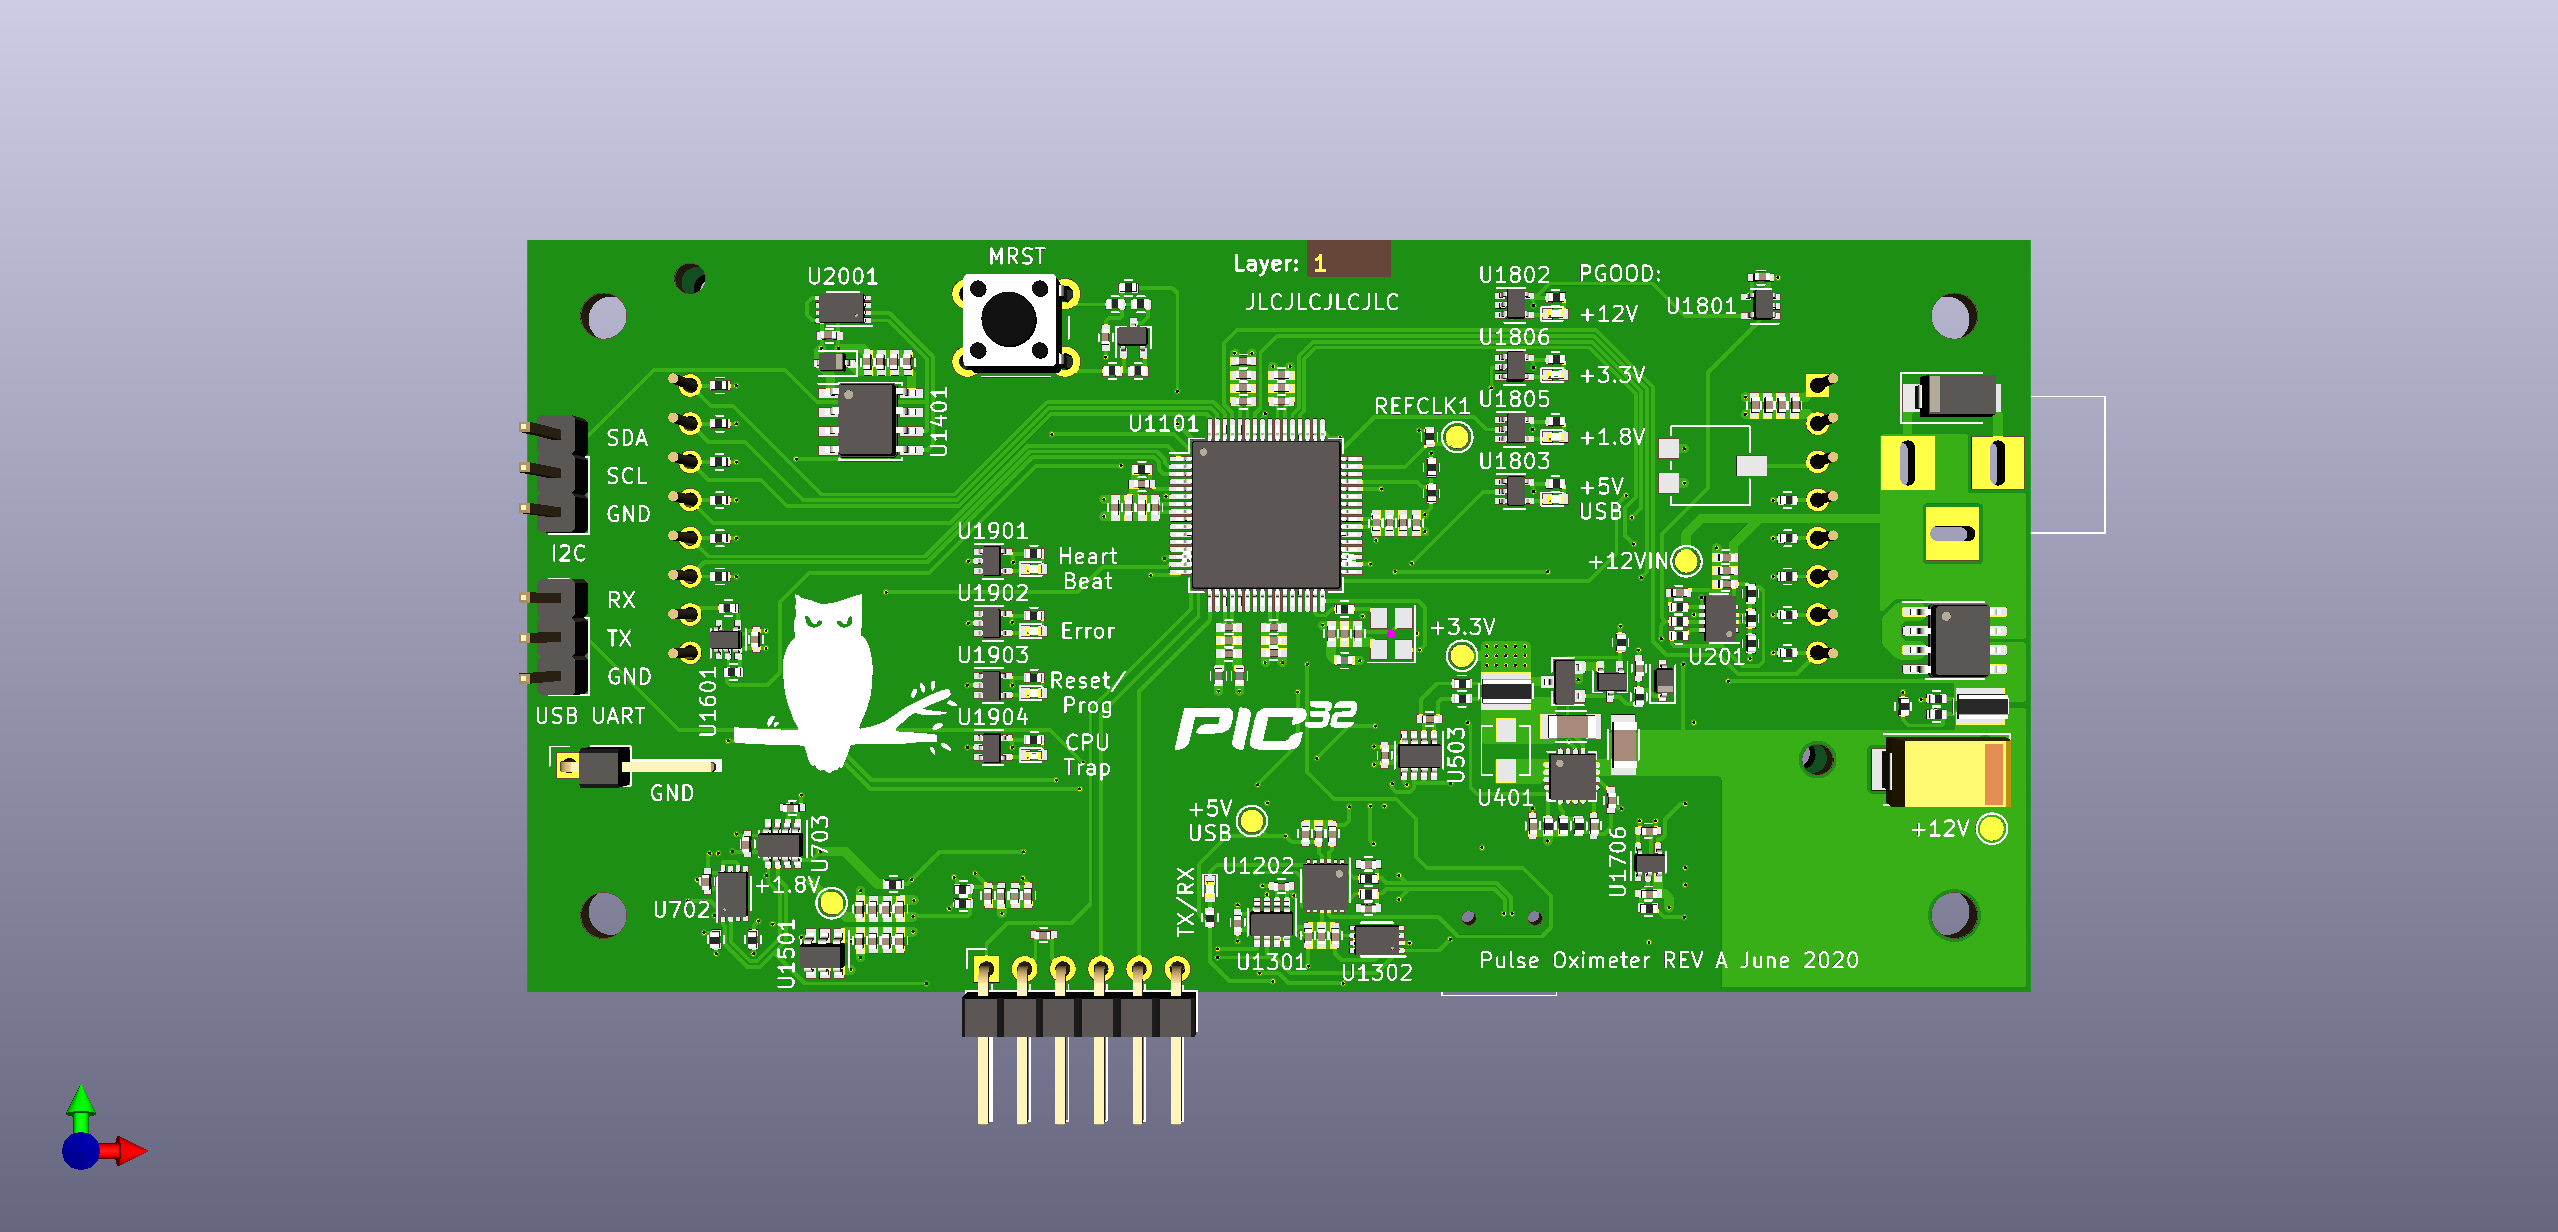 MRST
Layer: 1
JLCJLCJLCJLC
U2001
U1401
U1802
PGOOD:
+12V
U1801
U1806
+3.3V
U1805
+1.8V
U1803
+5V
USB
REFCLK1
U1101
SDA
SCL
GND
I2C
RX
TX
GND
USB UART
GND
U1601
U1901
Heart
Beat
U1902
Error
U1903
Reset/
Prog
U1904
CPU
Trap
PIC32
+12VIN
U201
+3.3V
U503
U401
U1706
+12V
+5V
USB
U1202
TX/RX
U1301
U1302
U703
+1.8V
U702
U1501
Pulse Oximeter REV A June 2020